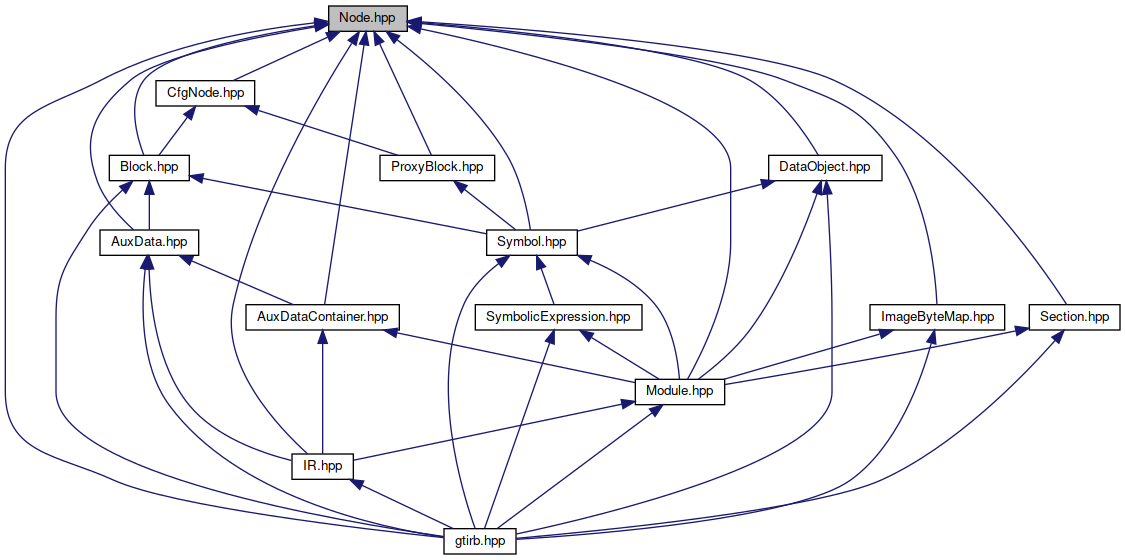 Node.hpp
CfgNode.hpp
Block.hpp
ProxyBlock.hpp
DataObject.hpp
AuxData.hpp
Symbol.hpp
AuxDataContainer.hpp
SymbolicExpression.hpp
ImageByteMap.hpp
Section.hpp
Module.hpp
IR.hpp
gtirb.hpp